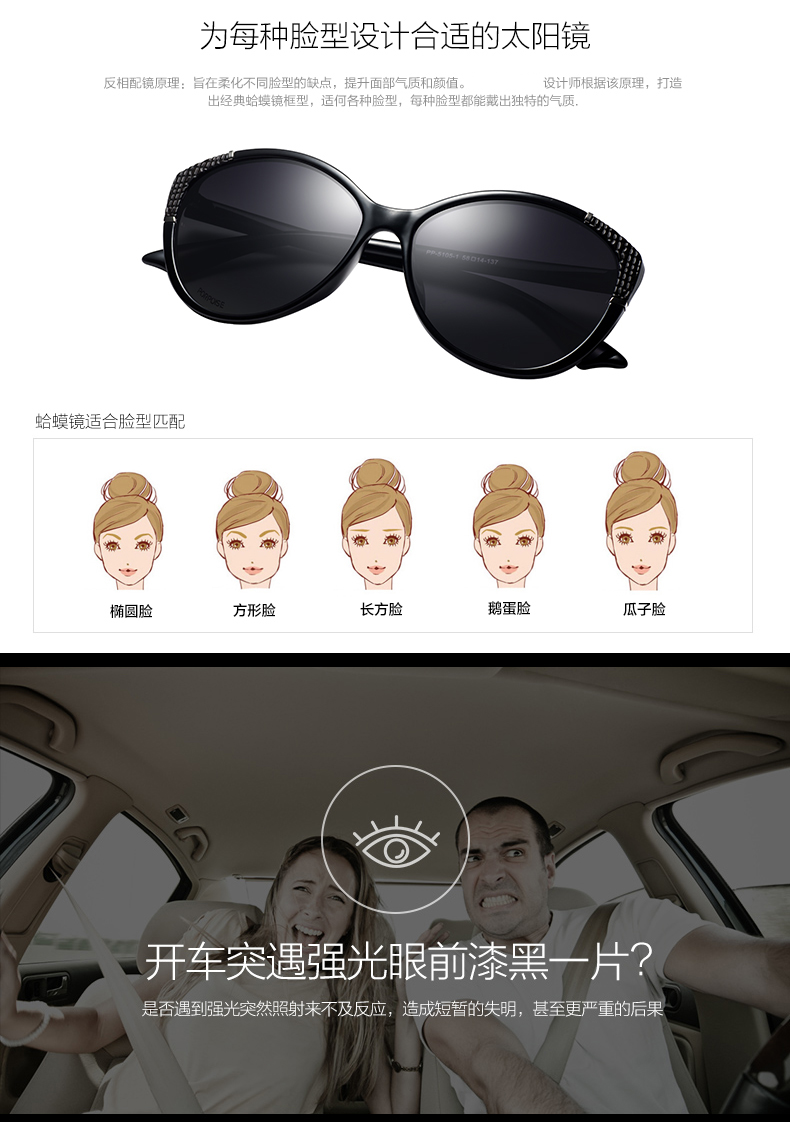 为每种脸型设计合适的太阳镜
反相配镜原理；旨在柔化不同脸型的缺点，提升面部气质和颜值。 设计师根据该原理，打造
出经典蛤蟆镜框型，适何各种脸型，每种脸型都能戴出独特的气质.
蛤蟆镜适合脸型匹配
椭圆脸 方形脸 长方脸 鹅蛋脸 瓜子脸
开车突遇强光眼前漆黑一片？
是否遇到强光突然照射来不及反应，造成短暂的失明，甚至更严重的后果